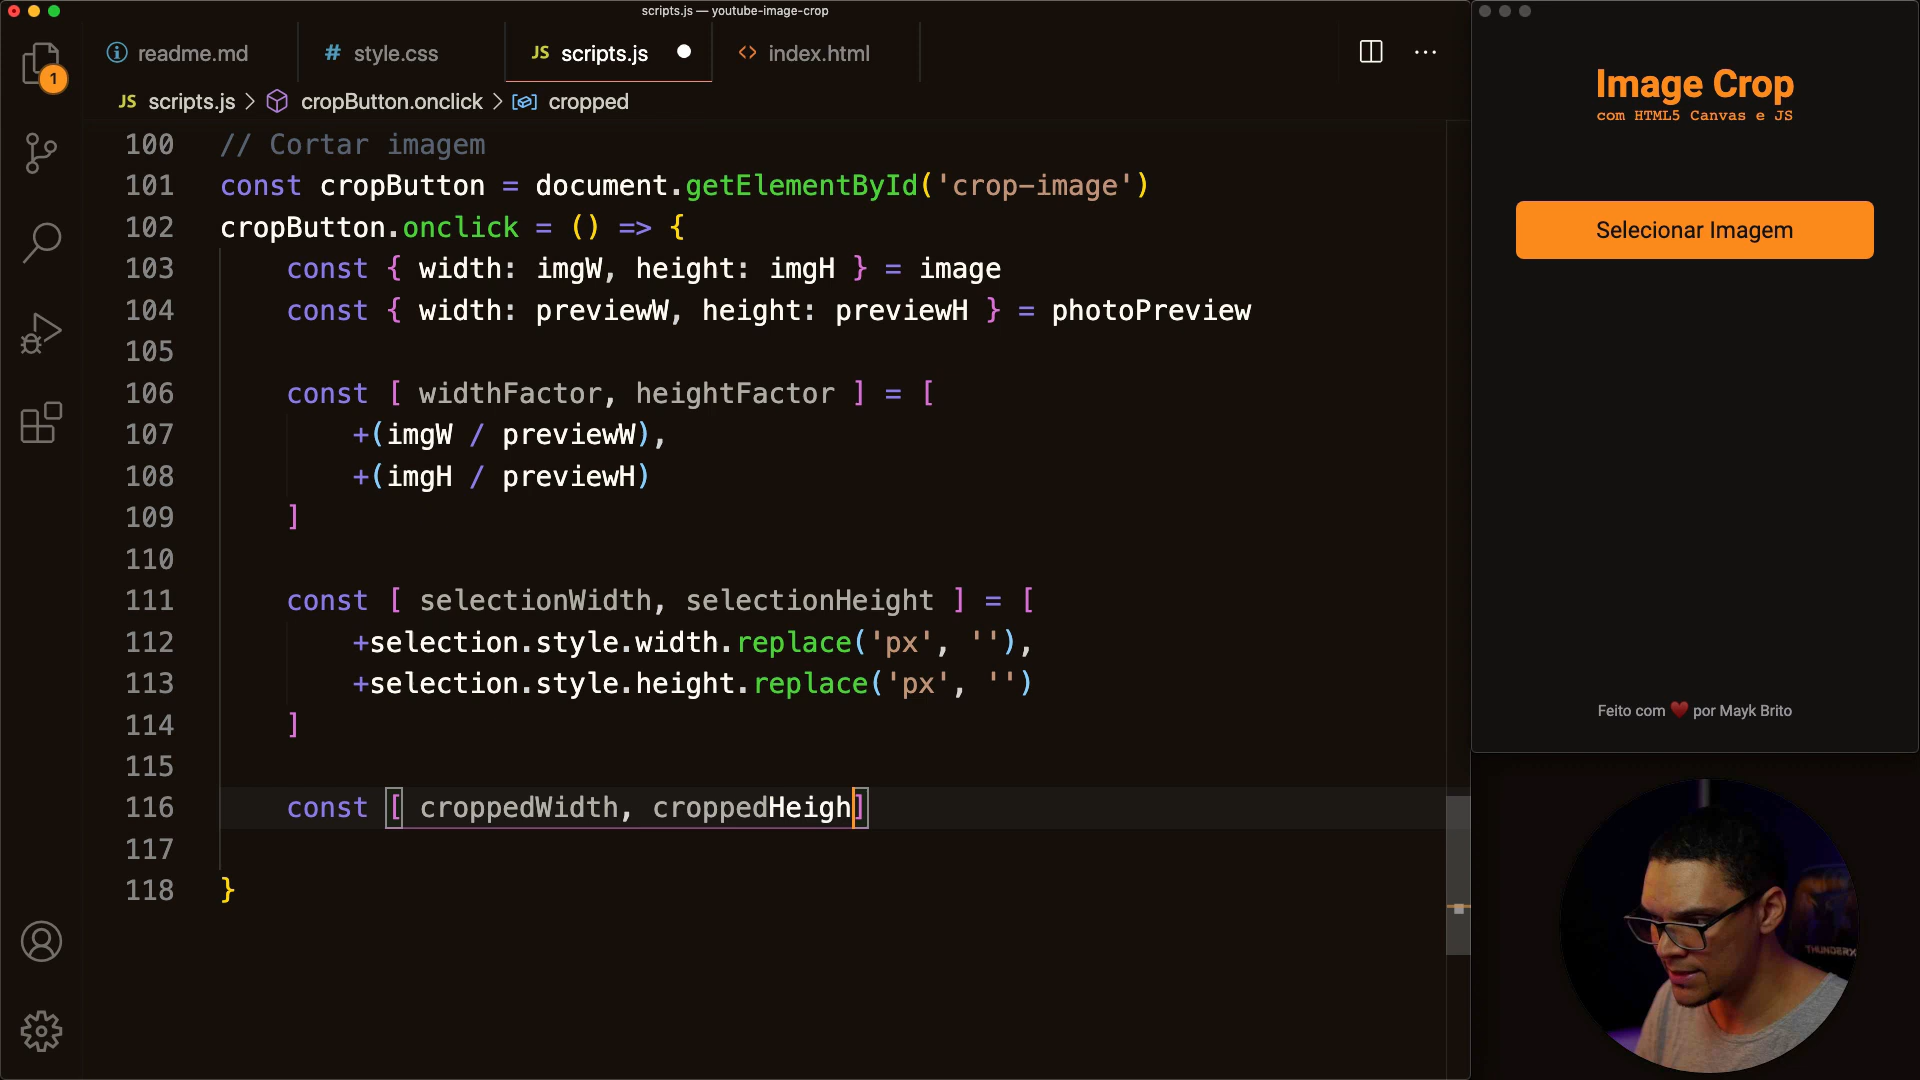 scripts.js — youtube-image-crop
readme.md
# style.css
JS scripts.js
<> index.html
1
JS scripts.js > cropButton.onclick > cropped
100 // Cortar imagem
101 const cropButton = document.getElementById('crop-image')
102 cropButton.onclick = () => {
103 const { width: imgW, height: imgH } = image
104 const { width: previewW, height: previewH } = photoPreview
105
106 const [ widthFactor, heightFactor ] = [
107 +(imgW / previewW),
108 +(imgH / previewH)
109 ]
110
111 const [ selectionWidth, selectionHeight ] = [
112 +selection.style.width.replace('px', ''),
113 +selection.style.height.replace('px', '')
114 ]
115
116 const [ croppedWidth, croppedHeigh]
117
118 }
Image Crop
com HTML5 Canvas e JS
Selecionar Imagem
Feito com ❤️ por Mayk Brito
THUNDERX